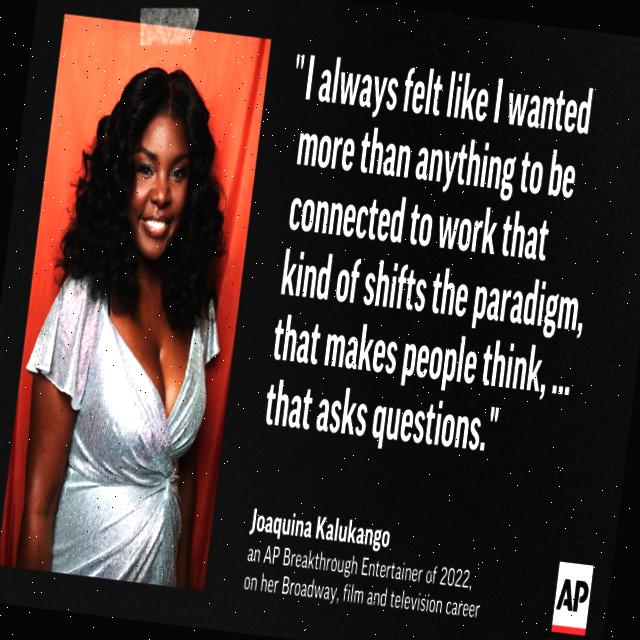 "I always felt like I wanted
more than anything to be
connected to work that
kind of shifts the paradigm,
that makes people think, ...
that asks questions."
Joaquina Kalukango
an AP Breakthrough Entertainer of 2022,
on her Broadway, film and television career
AP